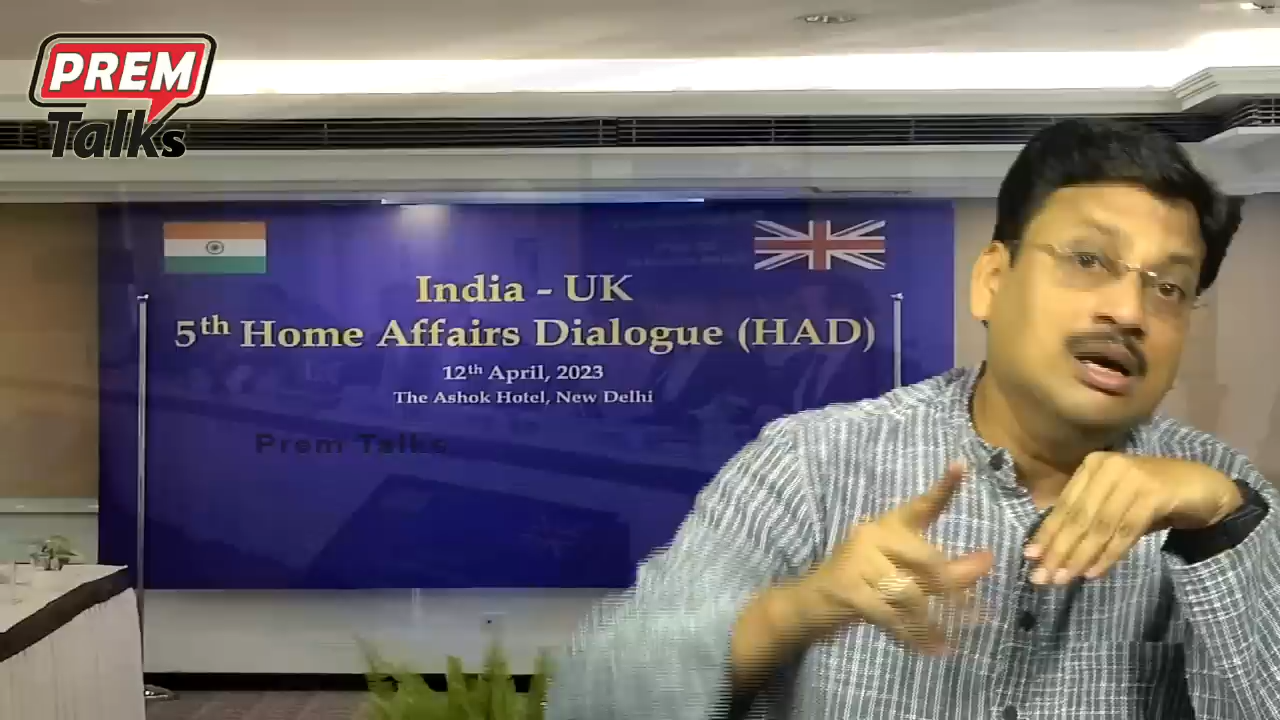 PREM
Talks
India - UK
5th Home Affairs Dialogue (HAD)
12th April, 2023
The Ashok Hotel, New Delhi
Prem Talks